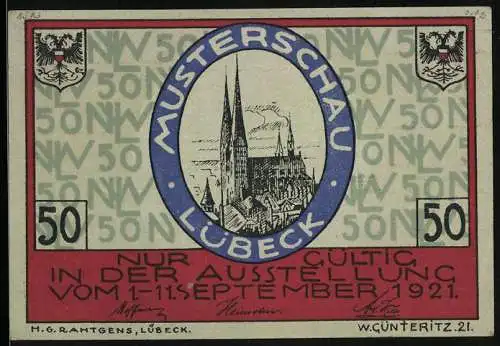 MUSTERSCHAU
LÜBECK
50
50
NUR GÜLTIG
IN DER AUSSTELLUNG
VOM 1.-11. SEPTEMBER 1921.
H.G. RAHTGENS, LÜBECK.
W. GÜNTERITZ. 21.